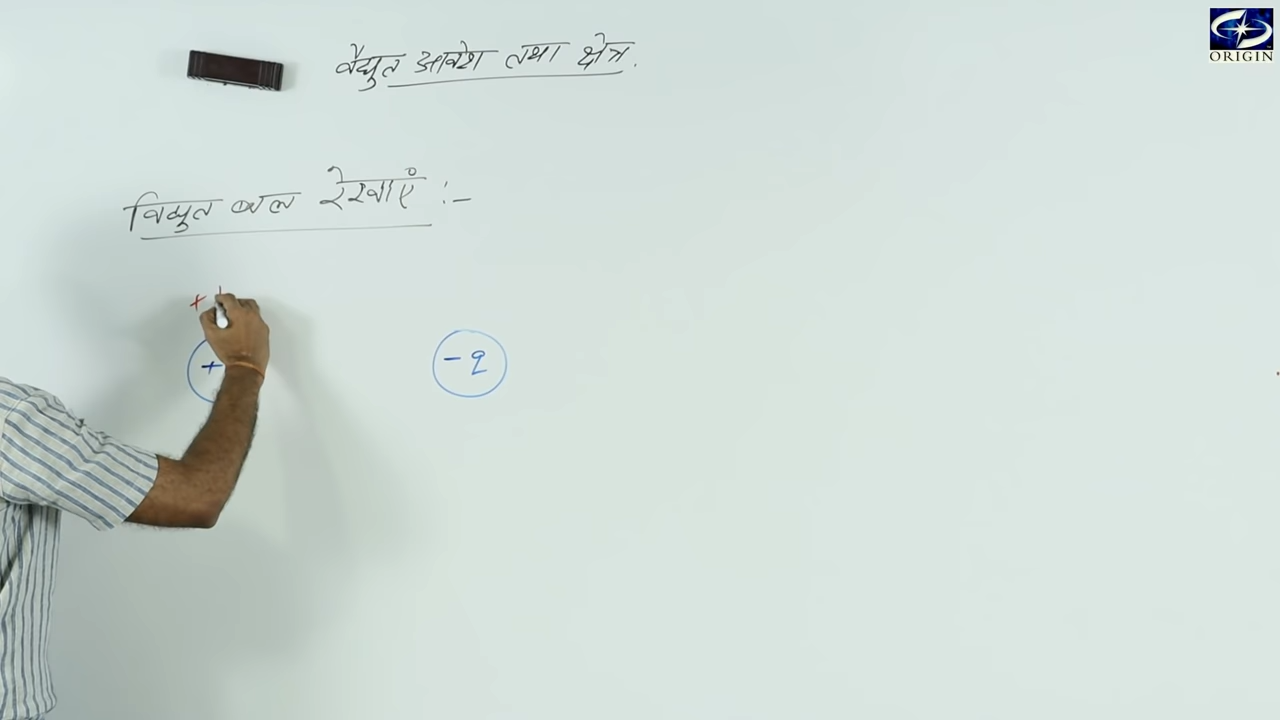 वैद्युत आवेश तथा क्षेत्र.
ORIGIN
विद्युत बल रेखाएँ :-
+
+
- q